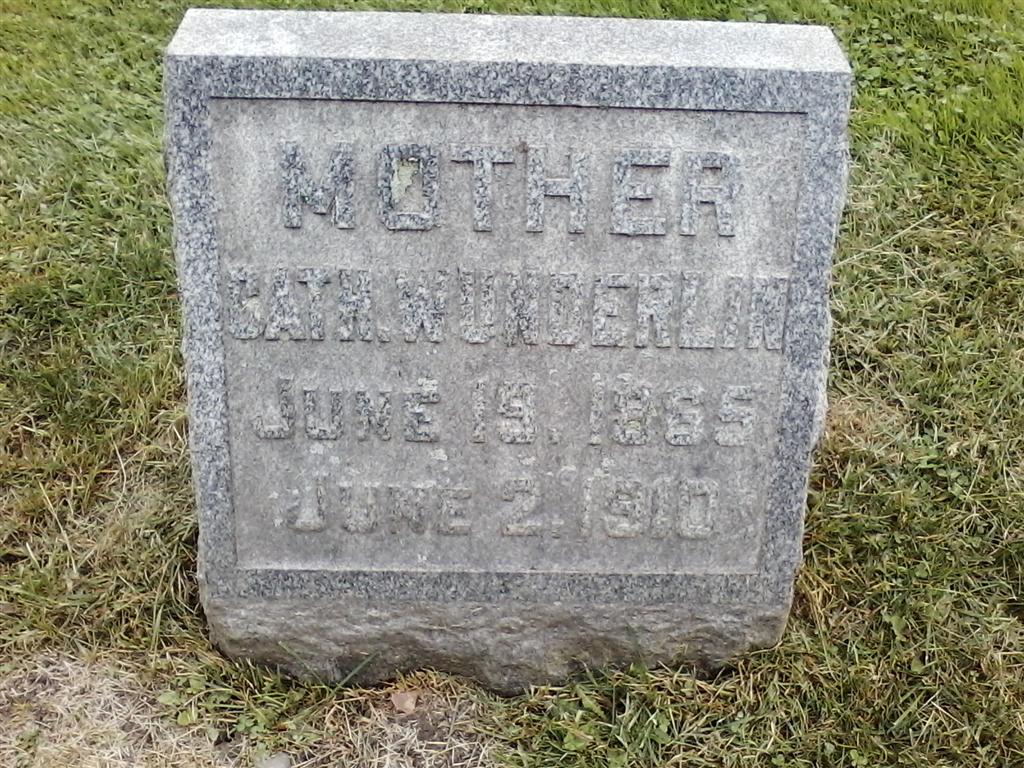 MOTHER
CATH. WUNDERLIN
JUNE 19, 1865
JUNE 2, 1910